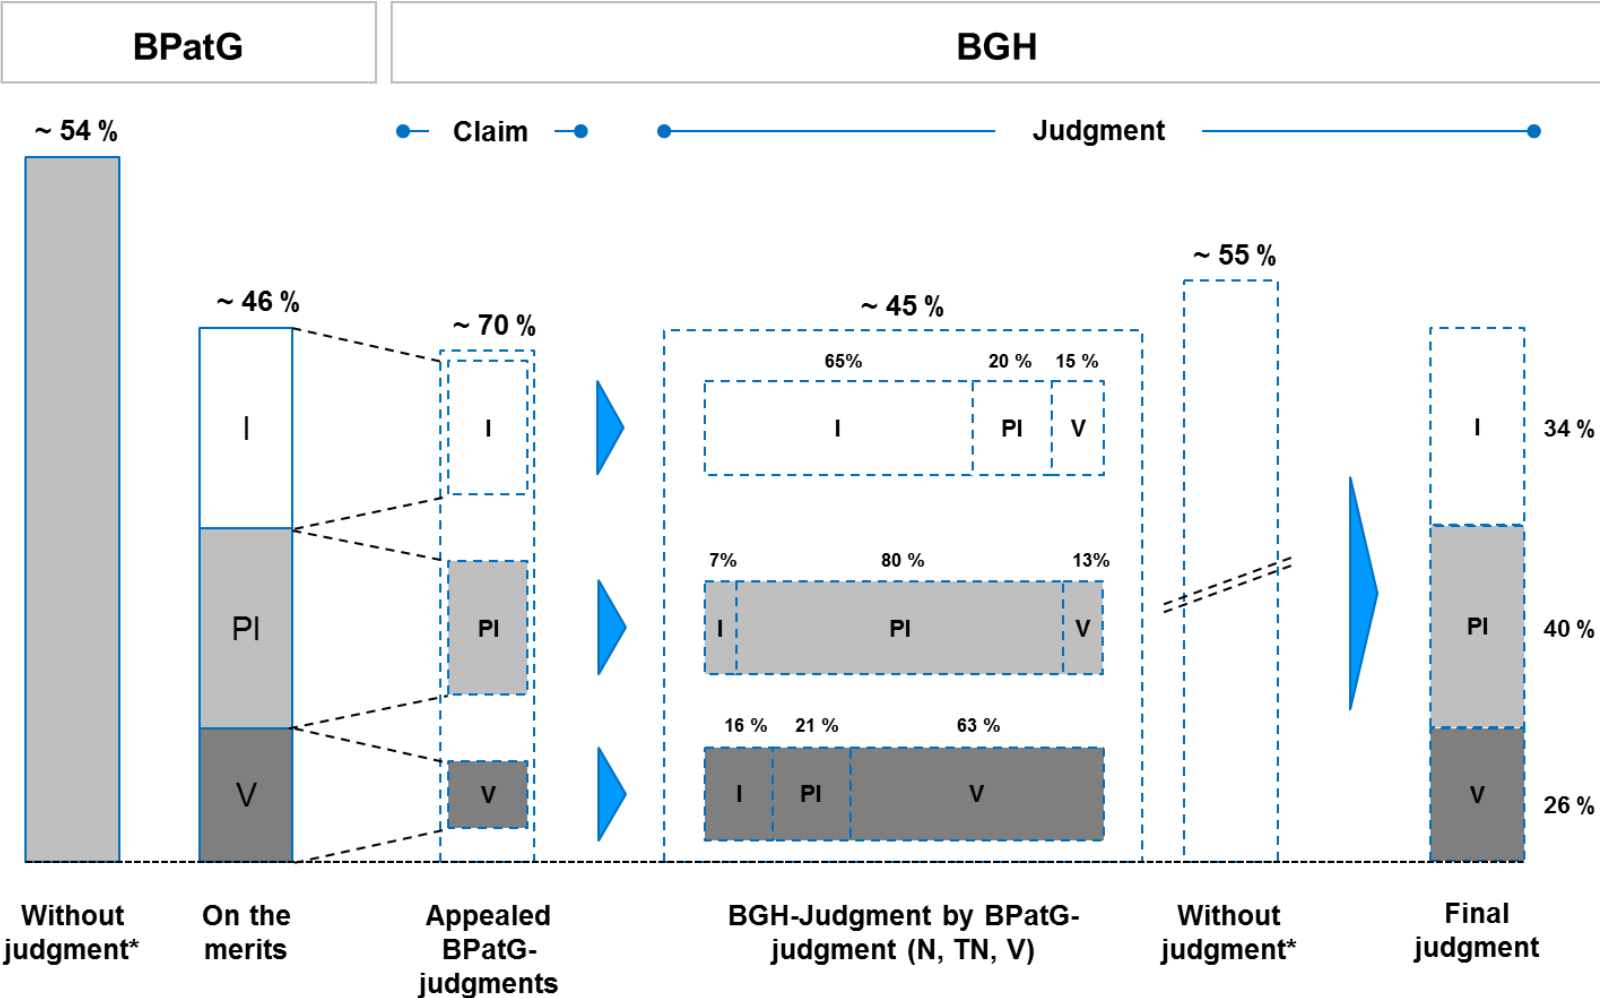 BPatG
BGH
Claim
Judgment
~ 54 %
~ 46 %
~ 70 %
~ 45 %
~ 55 %
65%
20 %
15 %
I
I
I
PI
V
I
34 %
7%
80 %
13%
PI
PI
I
PI
V
PI
40 %
16 %
21 %
63 %
V
V
I
PI
V
V
26 %
Without
judgment*
On the
merits
Appealed
BPatG-
judgments
BGH-Judgment by BPatG-
judgment (N, TN, V)
Without
judgment*
Final
judgment